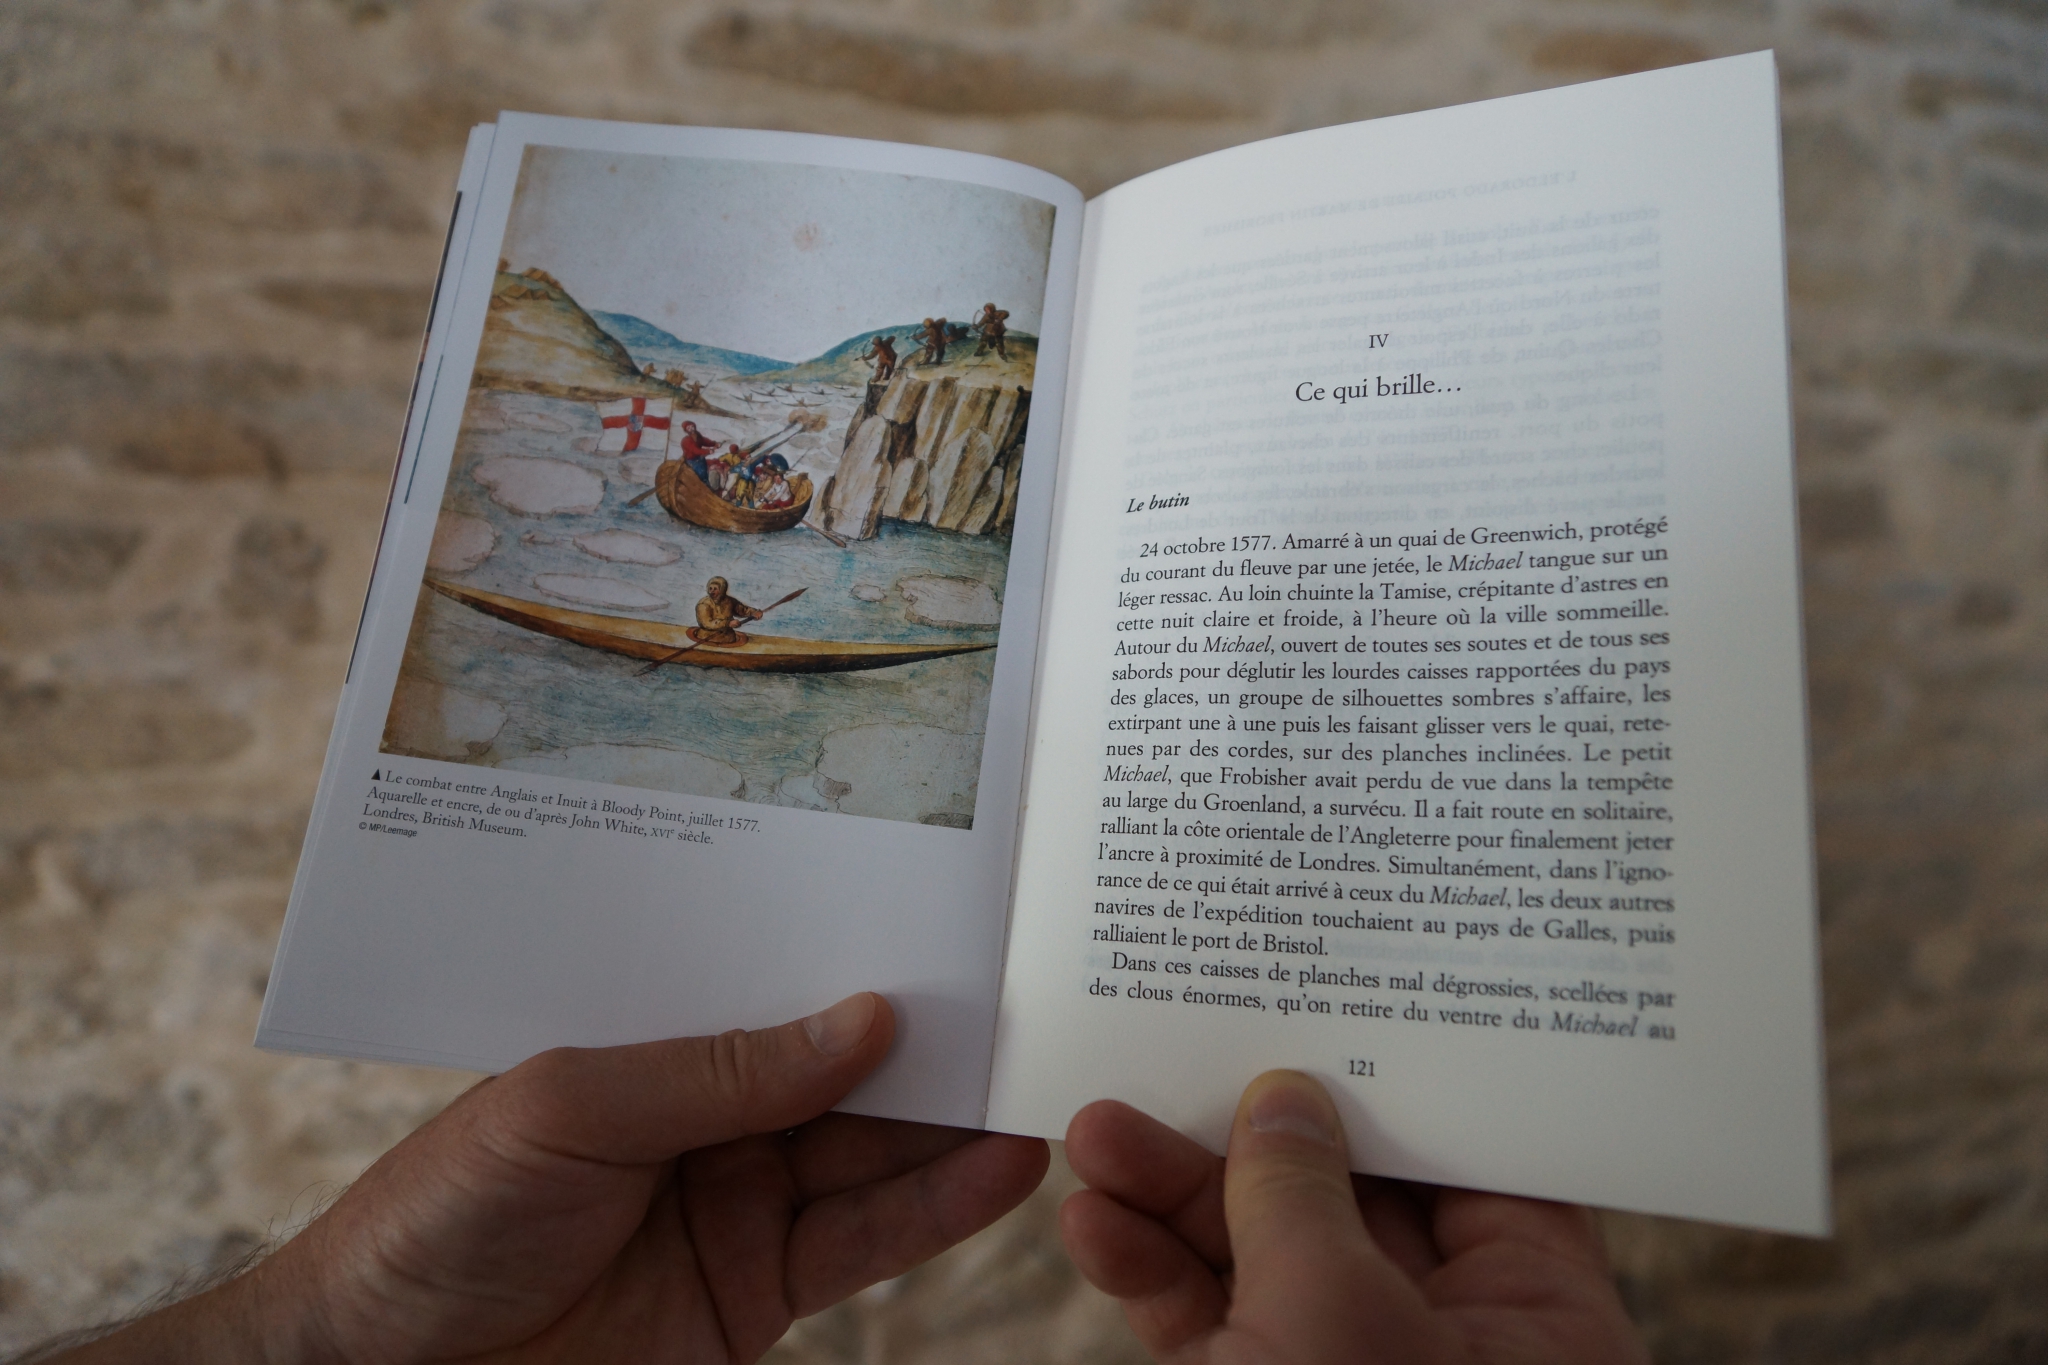 ▲ Le combat entre Anglais et Inuit à Bloody Point, juillet 1577.
Aquarelle et encre, de ou d'après John White, XVIe siècle.
Londres, British Museum.
© MP/Leemage
IV
Ce qui brille…
Le butin
24 octobre 1577. Amarré à un quai de Greenwich, protégé
du courant du fleuve par une jetée, le Michael tangue sur un
léger ressac. Au loin chuinte la Tamise, crépitante d'astres en
cette nuit claire et froide, à l'heure où la ville sommeille.
Autour du Michael, ouvert de toutes ses soutes et de tous ses
sabords pour déglutir les lourdes caisses rapportées du pays
des glaces, un groupe de silhouettes sombres s'affaire, les
extirpant une à une puis les faisant glisser vers le quai, rete-
nues par des cordes, sur des planches inclinées. Le petit
Michael, que Frobisher avait perdu de vue dans la tempête
au large du Groenland, a survécu. Il a fait route en solitaire,
ralliant la côte orientale de l'Angleterre pour finalement jeter
l'ancre à proximité de Londres. Simultanément, dans l'igno-
rance de ce qui était arrivé à ceux du Michael, les deux autres
navires de l'expédition touchaient au pays de Galles, puis
ralliaient le port de Bristol.
Dans ces caisses de planches mal dégrossies, scellées par
des clous énormes, qu'on retire du ventre du Michael au
121